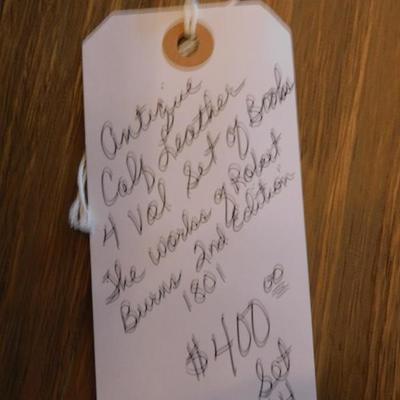 Antique
Calf Leather
4 Vol Set of Books
The Works of Robert
Burns 2nd Edition
1801
$400.00
Set